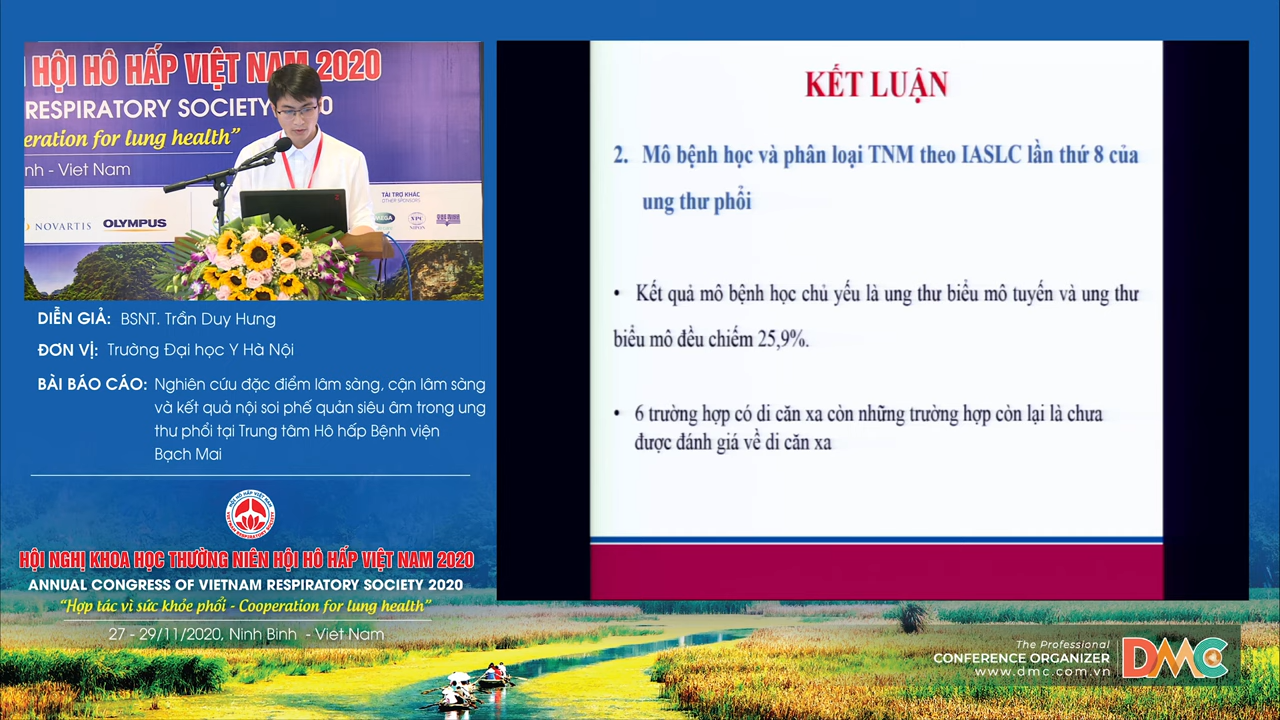 HỘI HÔ HẤP VIỆT NAM 2020
RESPIRATORY SOCIETY 2020
eration for lung health”
nh - Viet Nam
TÀI TRỢ KHÁC
OTHER SPONSORS
NOVARTIS
OLYMPUS
DIỄN GIẢ: BSNT. Trần Duy Hưng
ĐƠN VỊ: Trường Đại học Y Hà Nội
BÀI BÁO CÁO: Nghiên cứu đặc điểm lâm sàng, cận lâm sàng
và kết quả nội soi phế quản siêu âm trong ung
thư phổi tại Trung tâm Hô hấp Bệnh viện
Bạch Mai
HỘI HÔ HẤP VIỆT NAM
VIETNAM RESPIRATORY SOCIETY
HỘI NGHỊ KHOA HỌC THƯỜNG NIÊN HỘI HÔ HẤP VIỆT NAM 2020
ANNUAL CONGRESS OF VIETNAM RESPIRATORY SOCIETY 2020
“Hợp tác vì sức khỏe phổi - Cooperation for lung health”
27 - 29/11/2020, Ninh Binh - Viet Nam
KẾT LUẬN
2. Mô bệnh học và phân loại TNM theo IASLC lần thứ 8 của
ung thư phổi
• Kết quả mô bệnh học chủ yếu là ung thư biểu mô tuyến và ung thư
biểu mô đều chiếm 25,9%.
• 6 trường hợp có di căn xa còn những trường hợp còn lại là chưa
được đánh giá về di căn xa
The Professional
CONFERENCE ORGANIZER
www.dmc.com.vn
DMC